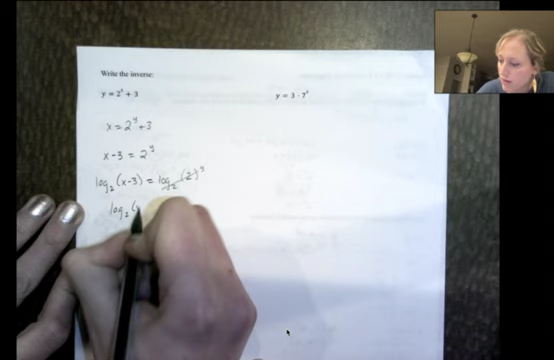 Write the inverse:
y = 2ˣ + 3
y = 3 · 7ˣ
x = 2ʸ + 3
x - 3 = 2ʸ
log₂(x-3) = log₂(2)ʸ
log₂(